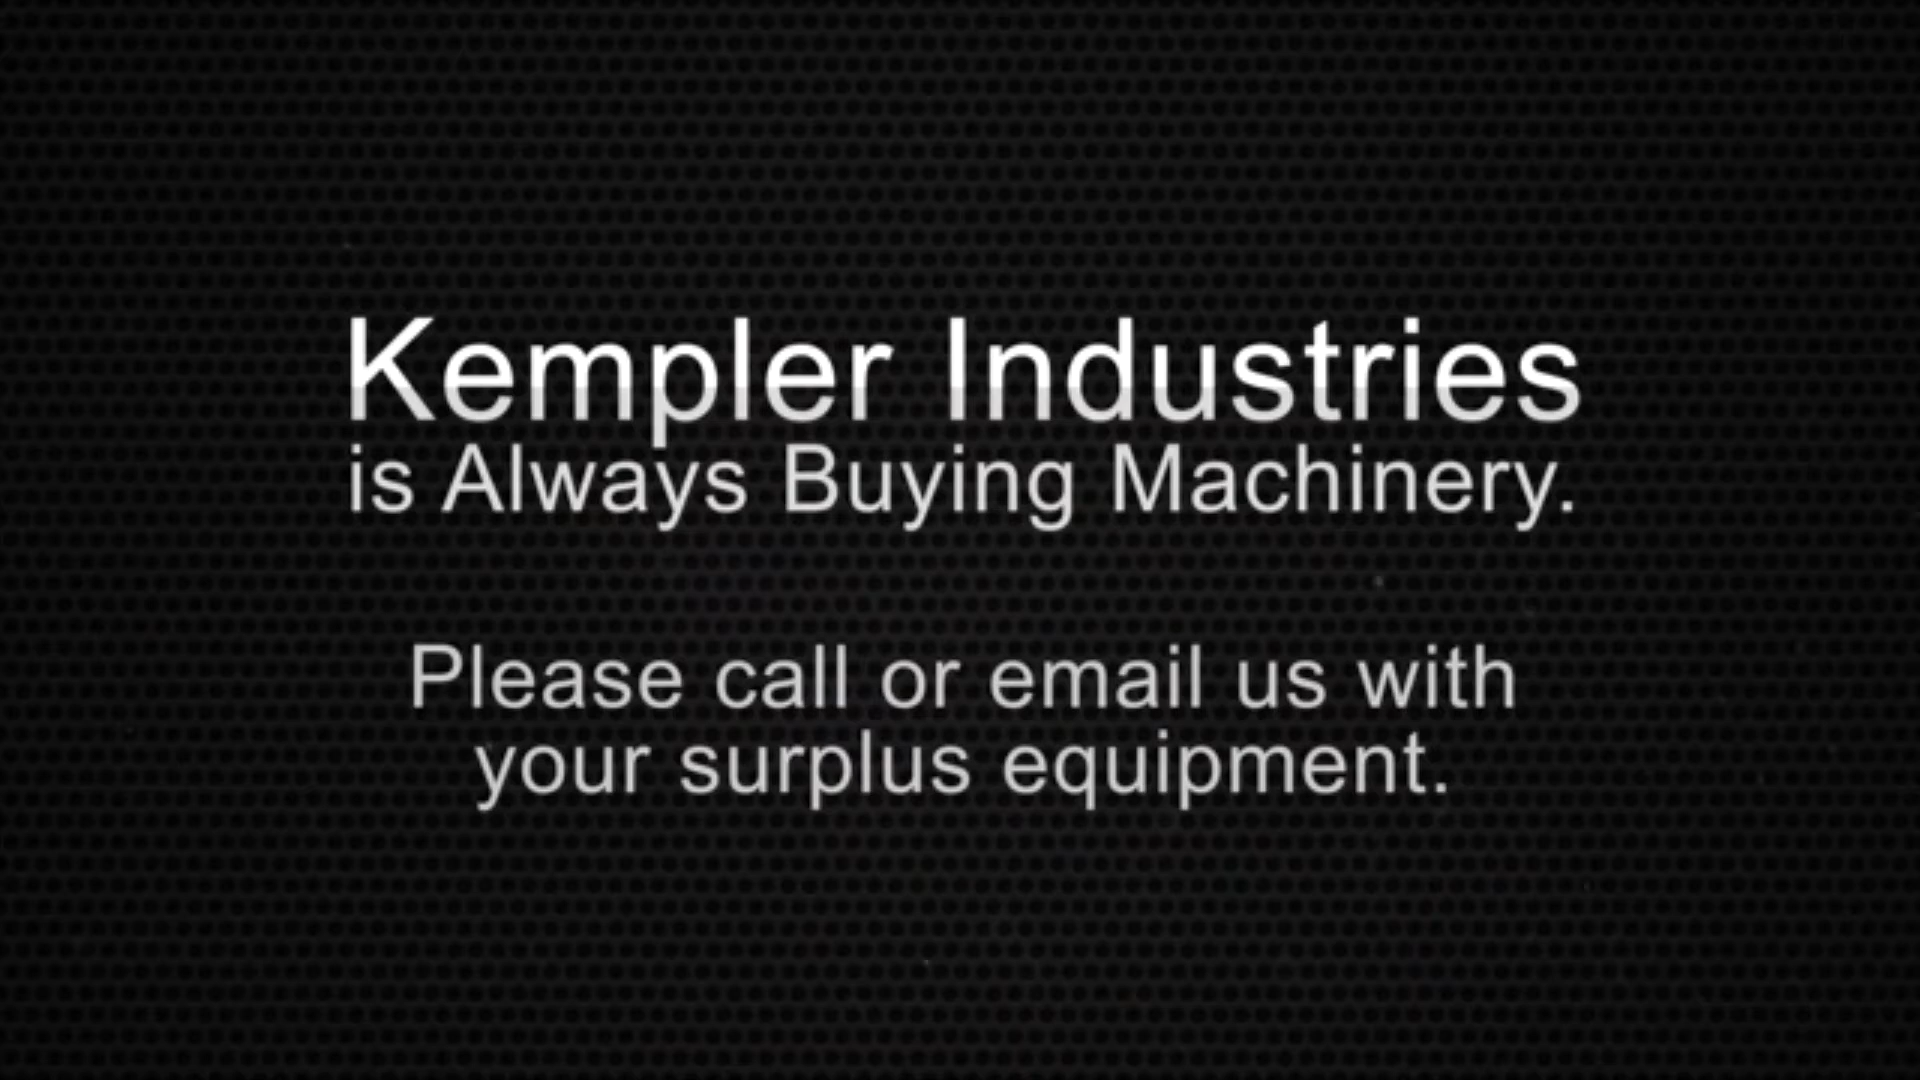 Kempler Industries
is Always Buying Machinery.
Please call or email us with
your surplus equipment.